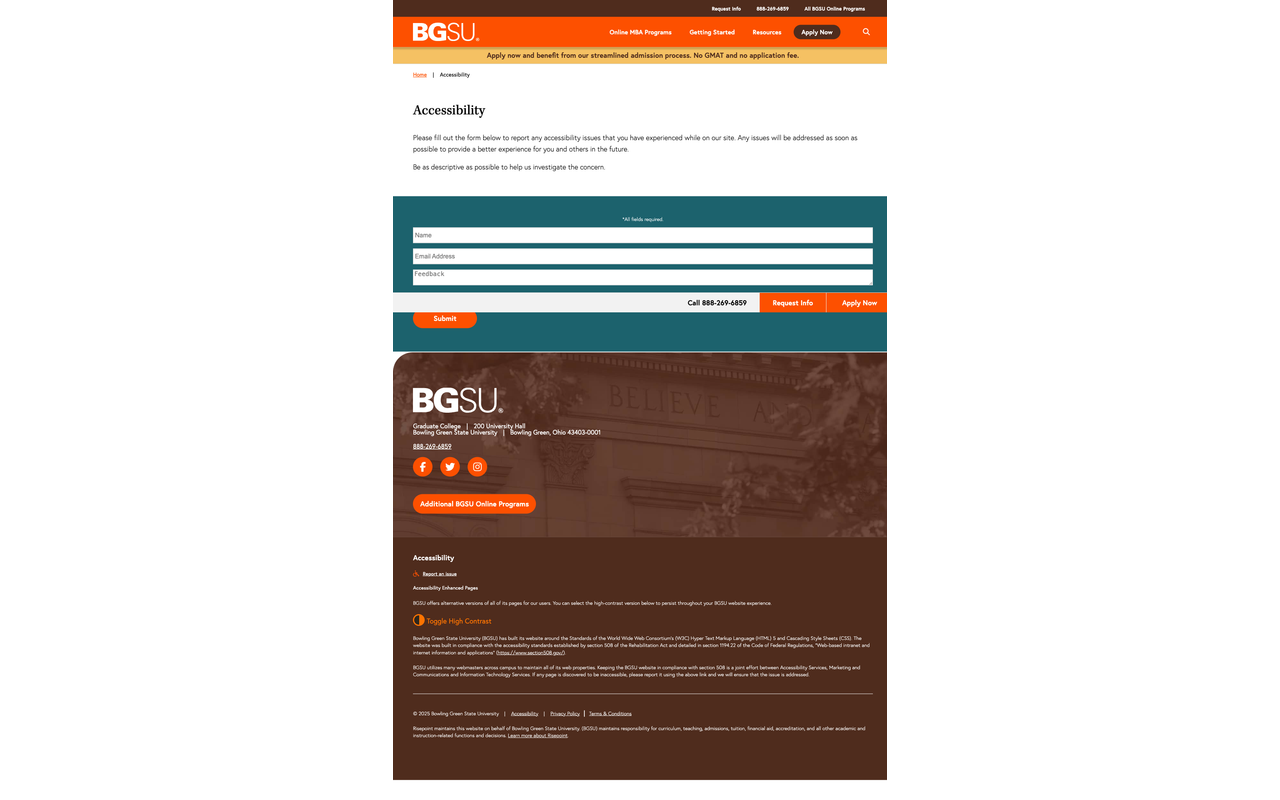 Request Info 888-269-6859 All BGSU Online Programs
BGSU® Online MBA Programs Getting Started Resources Apply Now
Apply now and benefit from our streamlined admission process. No GMAT and no application fee.
Home | Accessibility
Accessibility
Please fill out the form below to report any accessibility issues that you have experienced while on our site. Any issues will be addressed as soon as
possible to provide a better experience for you and others in the future.
Be as descriptive as possible to help us investigate the concern.
*All fields required.
Name
Email Address
Feedback
Call 888-269-6859 Request Info Apply Now
Submit
BELIEVE AND
BGSU®
Graduate College | 200 University Hall
Bowling Green State University | Bowling Green, Ohio 43403-0001
888-269-6859
Additional BGSU Online Programs
Accessibility
Report an issue
Accessibility Enhanced Pages
BGSU offers alternative versions of all of its pages for our users. You can select the high-contrast version below to persist throughout your BGSU website experience.
Toggle High Contrast
Bowling Green State University (BGSU) has built its website around the Standards of the World Wide Web Consortium's (W3C) Hyper Text Markup Language (HTML) 5 and Cascading Style Sheets (CSS). The
website was built in compliance with the accessibility standards established by section 508 of the Rehabilitation Act and detailed in section 1194.22 of the Code of Federal Regulations, "Web-based intranet and
internet information and applications" (https://www.section508.gov/).
BGSU utilizes many webmasters across campus to maintain all of its web properties. Keeping the BGSU website in compliance with section 508 is a joint effort between Accessibility Services, Marketing and
Communications and Information Technology Services. If any page is discovered to be inaccessible, please report it using the above link and we will ensure that the issue is addressed.
© 2025 Bowling Green State University | Accessibility | Privacy Policy | Terms & Conditions
Risepoint maintains this website on behalf of Bowling Green State University. (BGSU) maintains responsibility for curriculum, teaching, admissions, tuition, financial aid, accreditation, and all other academic and
instruction-related functions and decisions. Learn more about Risepoint.